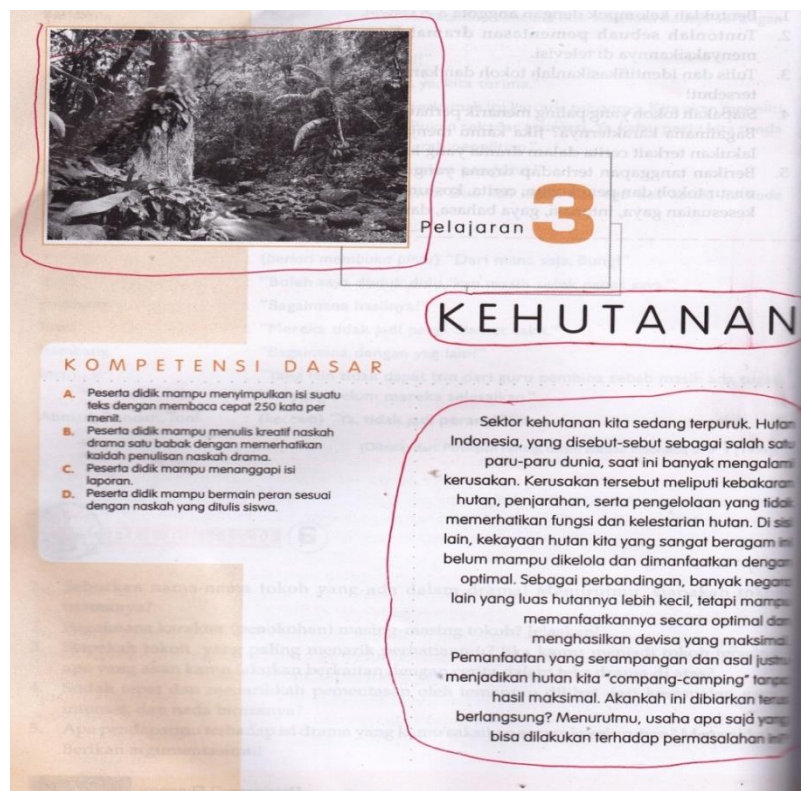 Pelajaran 3
KEHUTANAN
KOMPETENSI DASAR
A. Peserta didik mampu menyimpulkan isi suatu
teks dengan membaca cepat 250 kata per
menit.
B. Peserta didik mampu menulis kreatif naskah
drama satu babak dengan memerhatikan
kaidah penulisan naskah drama.
C. Peserta didik mampu menanggapi isi
laporan.
D. Peserta didik mampu bermain peran sesuai
dengan naskah yang ditulis siswa.
Sektor kehutanan kita sedang terpuruk. Hutan
Indonesia, yang disebut-sebut sebagai salah satu
paru-paru dunia, saat ini banyak mengalami
kerusakan. Kerusakan tersebut meliputi kebakaran
hutan, penjarahan, serta pengelolaan yang tidak
memerhatikan fungsi dan kelestarian hutan. Di sisi
lain, kekayaan hutan kita yang sangat beragam ini
belum mampu dikelola dan dimanfaatkan dengan
optimal. Sebagai perbandingan, banyak negara
lain yang luas hutannya lebih kecil, tetapi mampu
memanfaatkannya secara optimal dan
menghasilkan devisa yang maksimal.
Pemanfaatan yang serampangan dan asal justru
menjadikan hutan kita "compang-camping" tanpa
hasil maksimal. Akankah ini dibiarkan terus
berlangsung? Menurutmu, usaha apa saja yang
bisa dilakukan terhadap permasalahan ini?